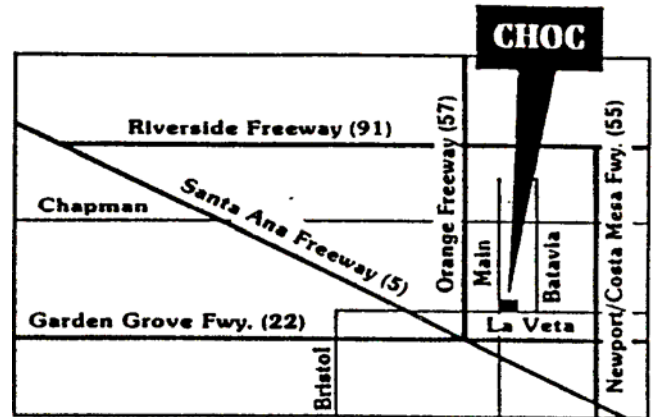 CHOC
Riverside Freeway (91)
Orange Freeway (57)
Newport/Costa Mesa Fwy. (55)
Santa Ana Freeway (5)
Chapman
Main
Batavia
Garden Grove Fwy. (22)
La Veta
Bristol